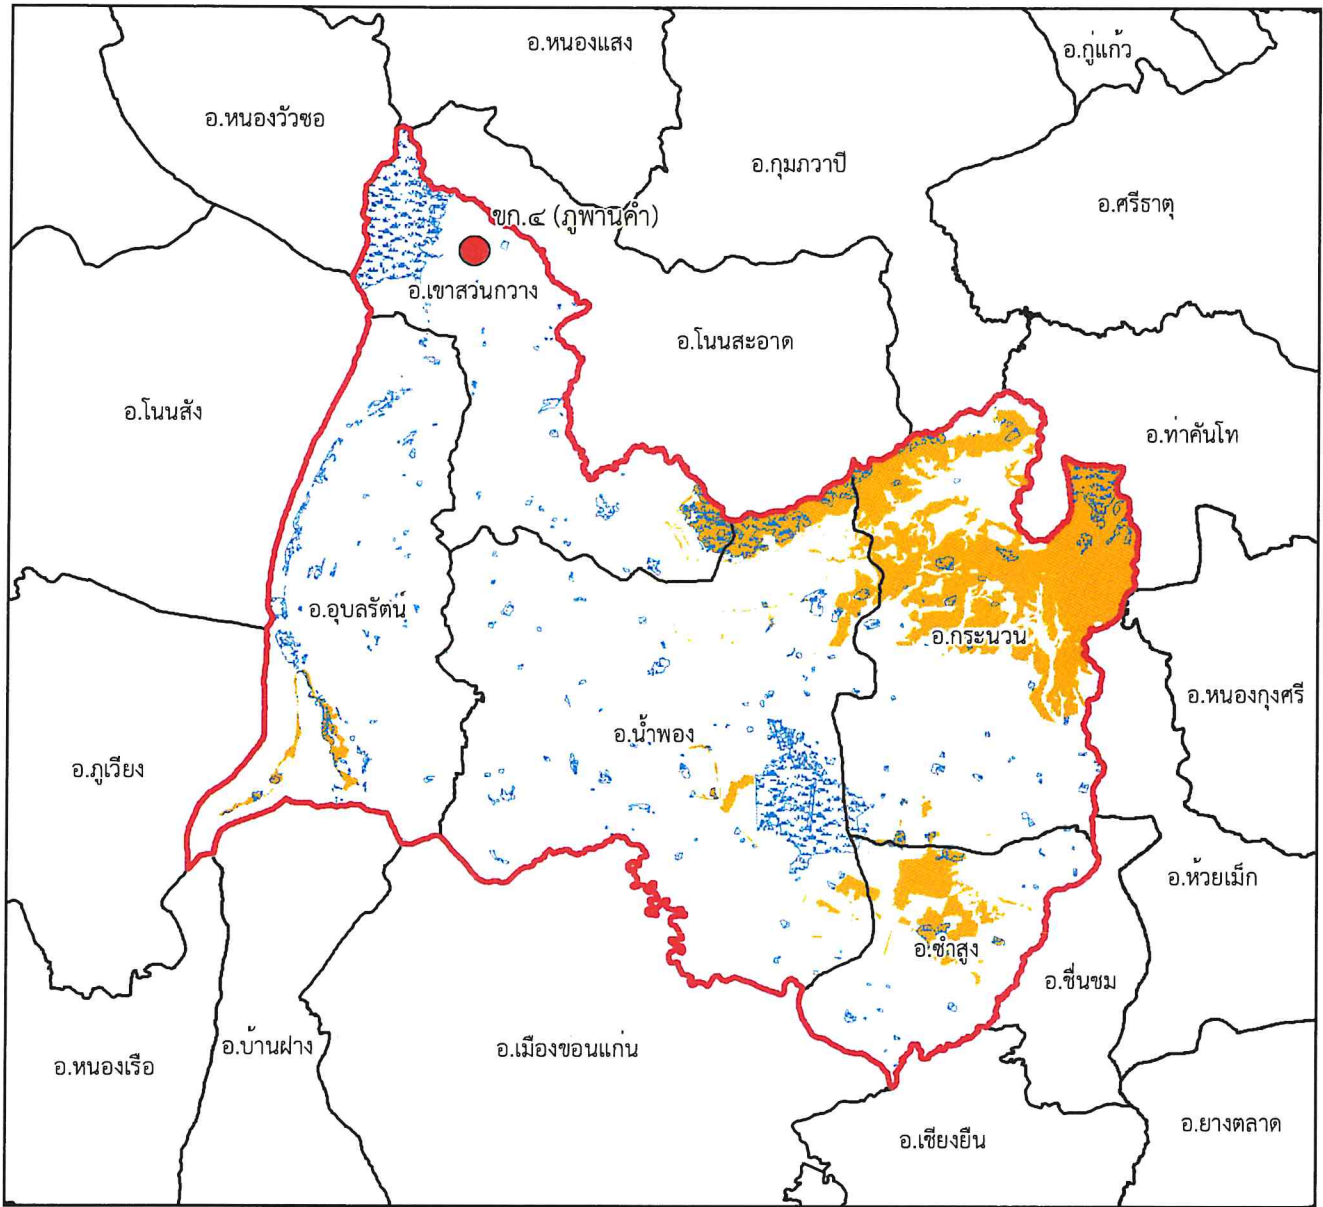 อ.หนองแสง
อ.กู่แก้ว
อ.หนองวัวซอ
อ.กุมภวาปี
อ.ศรีธาตุ
ขก.๔ (ภูพานคำ)
อ.เขาสวนกวาง
อ.โนนสะอาด
อ.โนนสัง
อ.ท่าคันโท
อ.อุบลรัตน์
อ.กระนวน
อ.หนองกุงศรี
อ.น้ำพอง
อ.ภูเวียง
อ.ห้วยเม็ก
อ.ซำสูง
อ.ชื่นชม
อ.บ้านฝาง
อ.เมืองขอนแก่น
อ.หนองเรือ
อ.ยางตลาด
อ.เชียงยืน